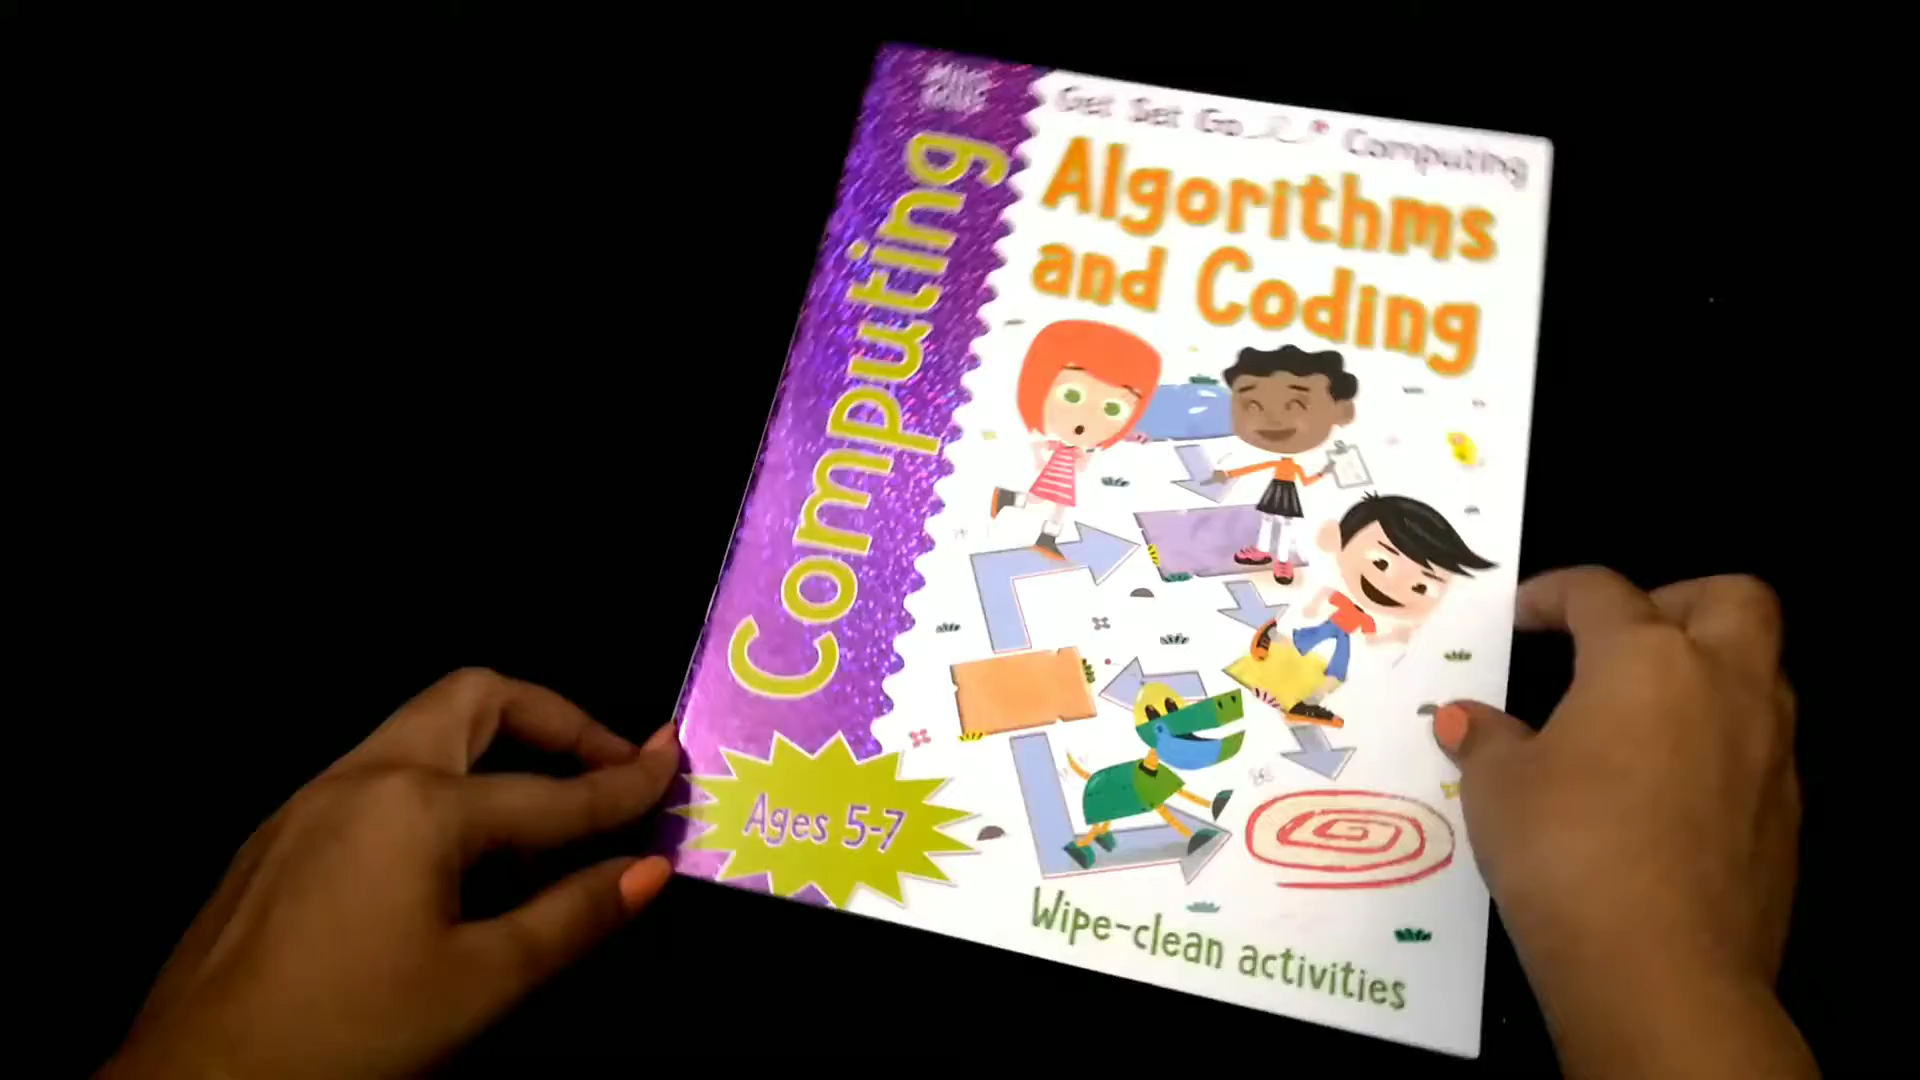 Get Set Go Computing
Algorithms
and Coding
Computing
Ages 5-7
Wipe-clean activities